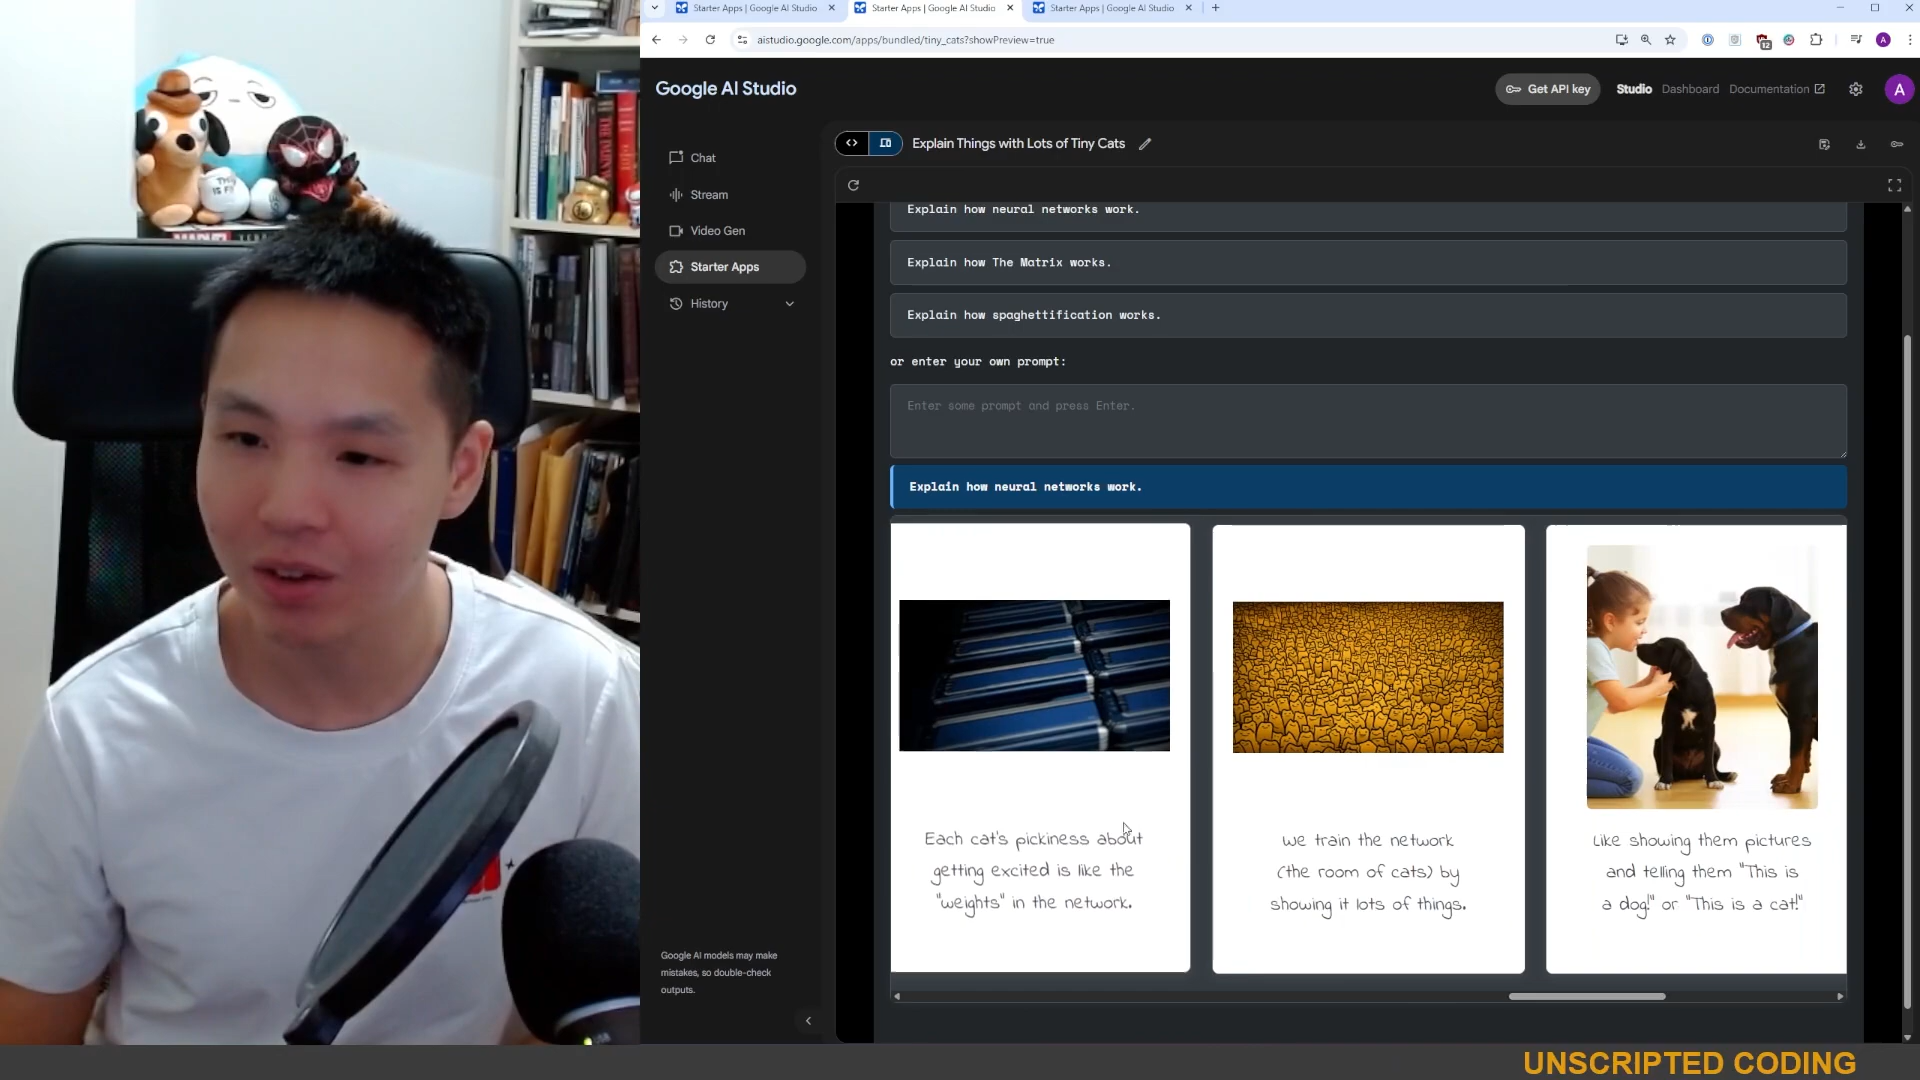 Starter Apps | Google AI Studio
Starter Apps | Google AI Studio
Starter Apps | Google AI Studio
aistudio.google.com/apps/bundled/tiny_cats?showPreview=true
12
A
Google AI Studio
Get API key
Studio
Dashboard
Documentation
A
Chat
Stream
Video Gen
Starter Apps
History
Explain Things with Lots of Tiny Cats
Explain how neural networks work.
Explain how The Matrix works.
Explain how spaghettification works.
or enter your own prompt:
Enter some prompt and press Enter.
Explain how neural networks work.
Each cat's pickiness about
getting excited is like the
"weights" in the network.
We train the network
(the room of cats) by
showing it lots of things.
Like showing them pictures
and telling them "This is
a dog!" or "This is a cat!"
Google AI models may make
mistakes, so double-check
outputs.
UNSCRIPTED CODING